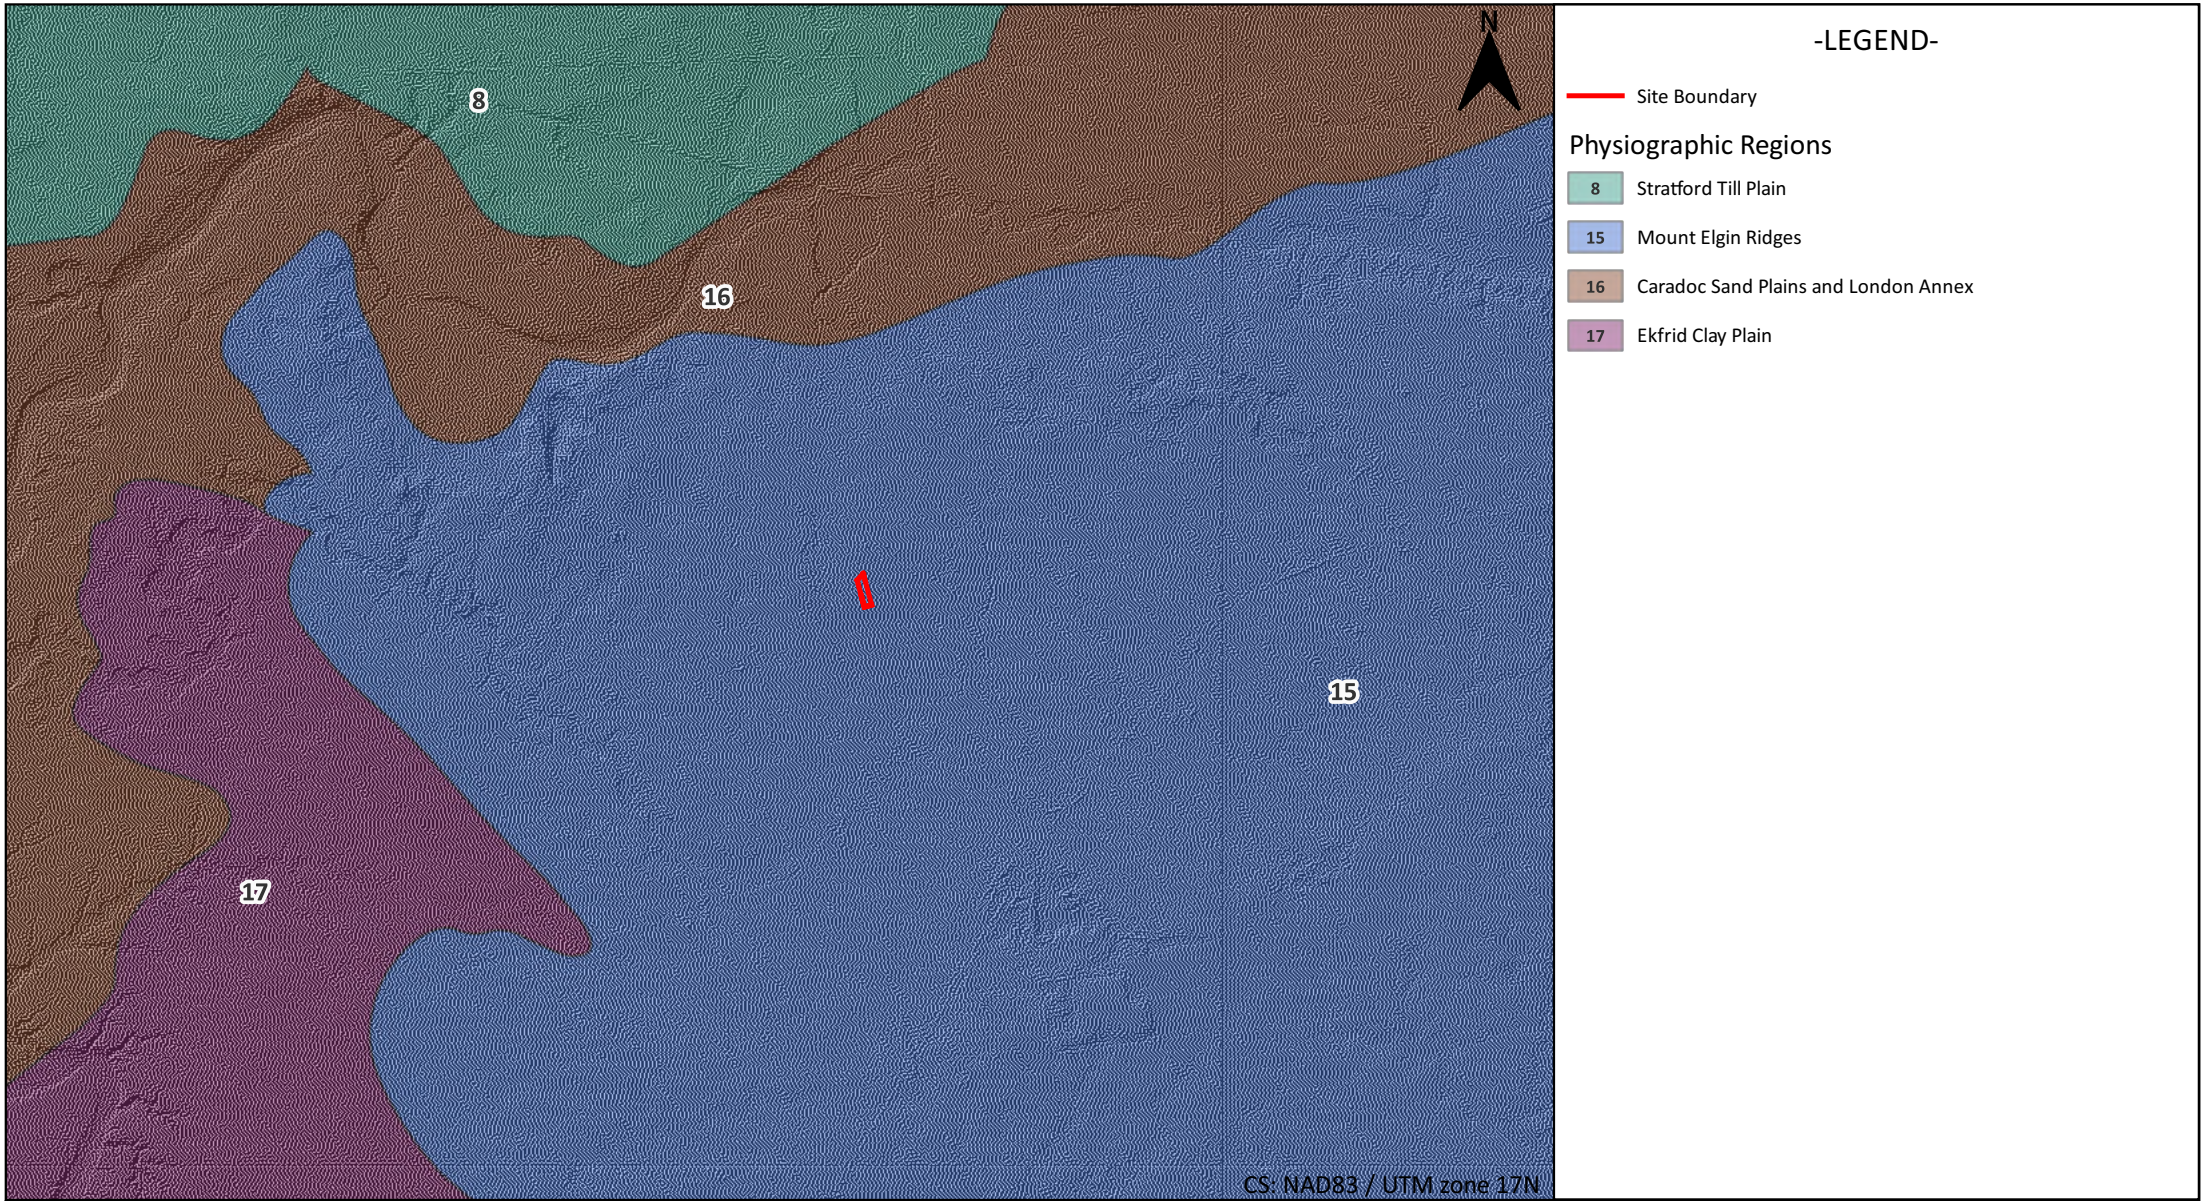 N
8
16
15
17
CS: NAD83 / UTM zone 17N
-LEGEND-
Site Boundary
Physiographic Regions
8 Stratford Till Plain
15 Mount Elgin Ridges
16 Caradoc Sand Plains and London Annex
17 Ekfrid Clay Plain